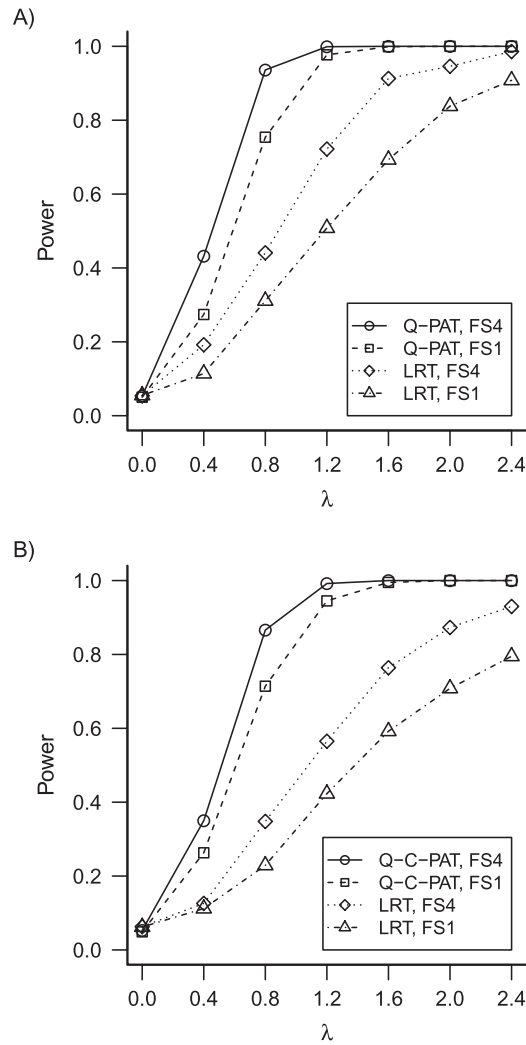 A)
Power
1.0
0.8
0.6
0.4
0.2
0.0
Q−PAT, FS4
Q−PAT, FS1
LRT, FS4
LRT, FS1
0.0 0.4 0.8 1.2 1.6 2.0 2.4
λ
B)
Power
1.0
0.8
0.6
0.4
0.2
0.0
Q−C−PAT, FS4
Q−C−PAT, FS1
LRT, FS4
LRT, FS1
0.0 0.4 0.8 1.2 1.6 2.0 2.4
λ